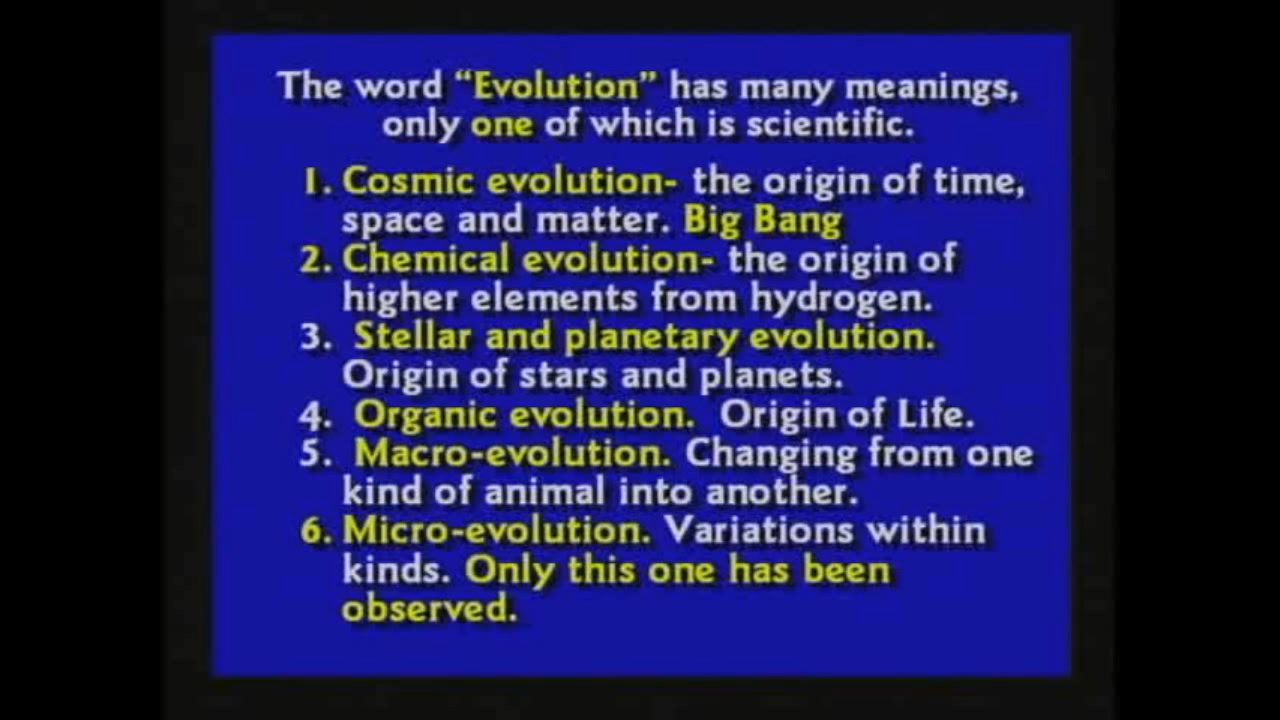 The word “Evolution” has many meanings,
only one of which is scientific.
1. Cosmic evolution- the origin of time,
space and matter. Big Bang
2. Chemical evolution- the origin of
higher elements from hydrogen.
3. Stellar and planetary evolution.
Origin of stars and planets.
4. Organic evolution. Origin of Life.
5. Macro-evolution. Changing from one
kind of animal into another.
6. Micro-evolution. Variations within
kinds. Only this one has been
observed.